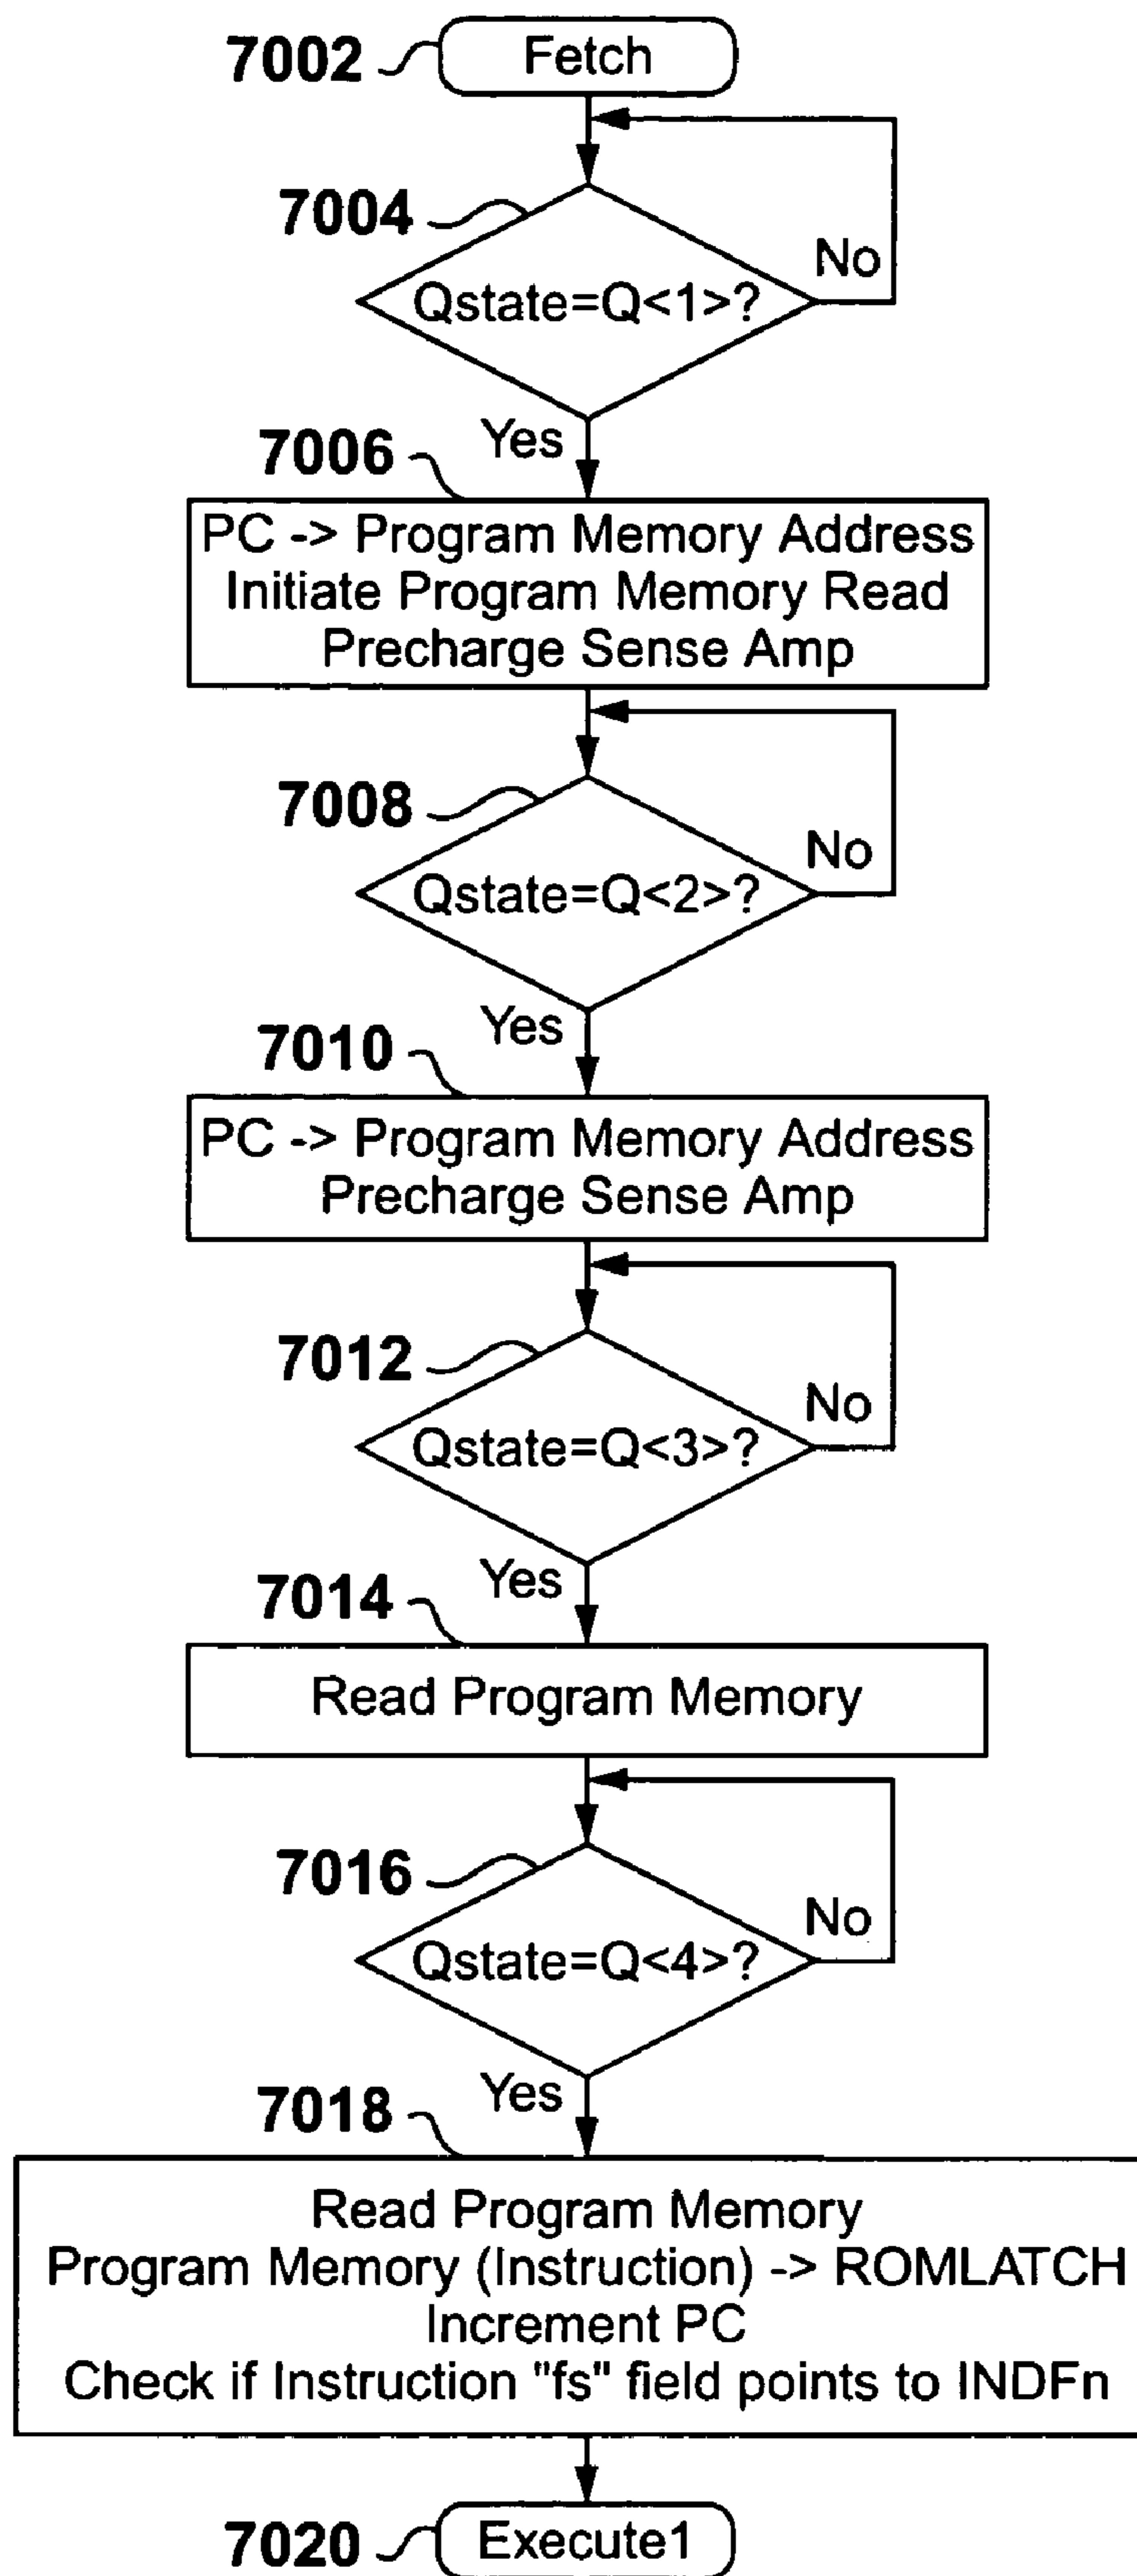 7002
Fetch
7004
No
Qstate=Q<1>?
Yes
7006
PC -> Program Memory Address
Initiate Program Memory Read
Precharge Sense Amp
7008
No
Qstate=Q<2>?
Yes
7010
PC -> Program Memory Address
Precharge Sense Amp
7012
No
Qstate=Q<3>?
Yes
7014
Read Program Memory
7016
No
Qstate=Q<4>?
Yes
7018
Read Program Memory
Program Memory (Instruction) -> ROMLATCH
Increment PC
Check if Instruction "fs" field points to INDFn
7020
Execute1